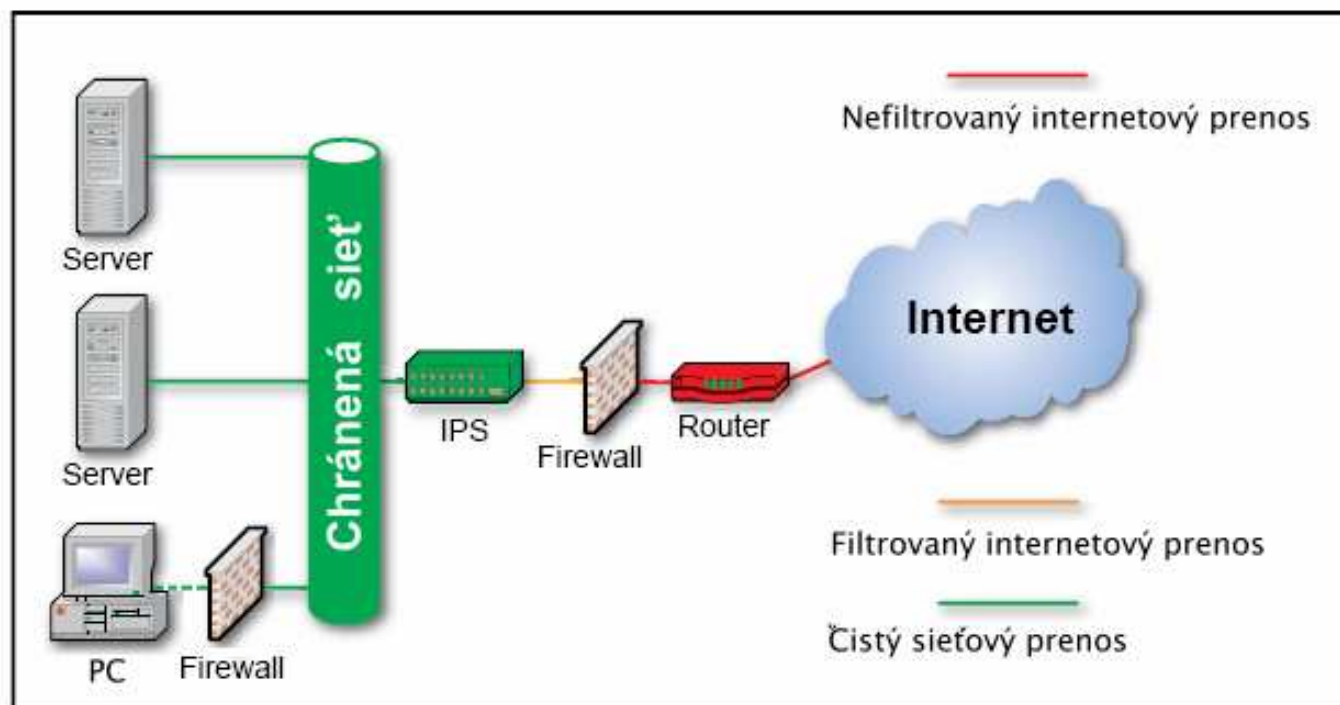 Nefiltrovaný internetový prenos
Server
Chránená sieť
Internet
IPS
Router
Firewall
Server
Filtrovaný internetový prenos
Čistý sieťový prenos
PC
Firewall